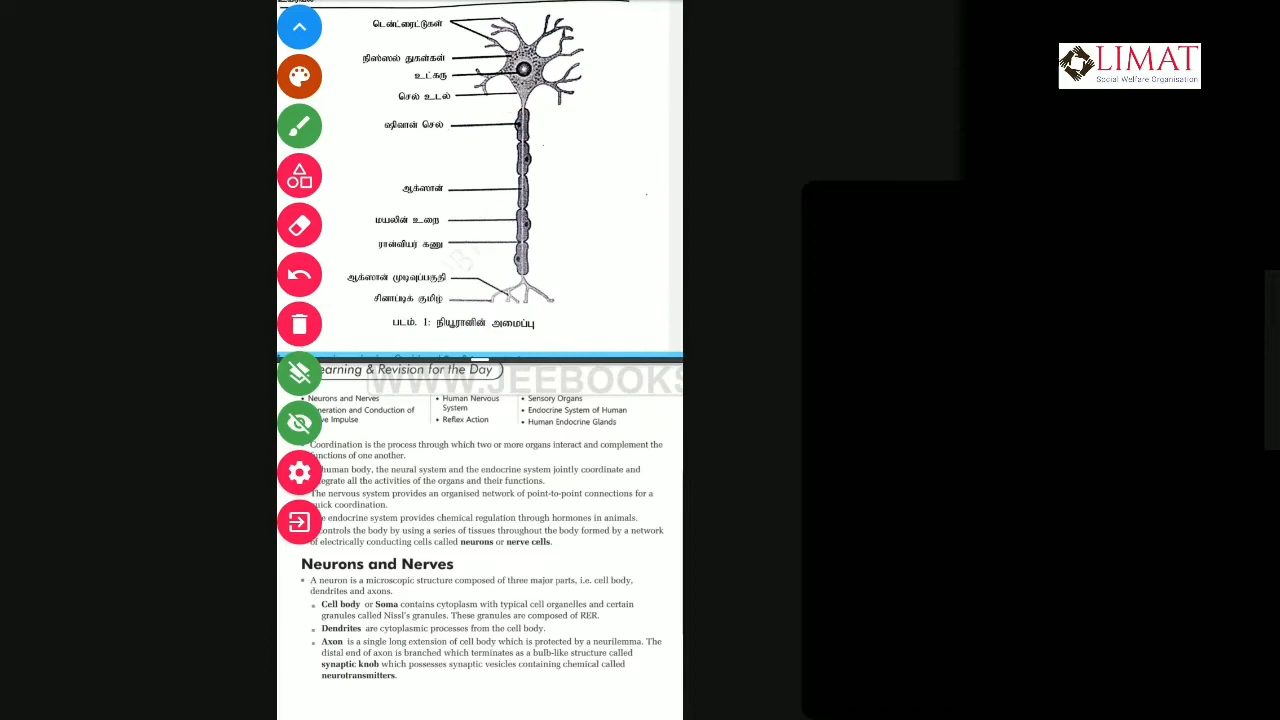 LIMAT
Social Welfare Organisation
டென்ட்ரைட்டுகள்
நிஸ்ஸல் துகள்கள்
உட்கரு
செல் உடல்
ஷிவான் செல்
ஆக்ஸான்
மயலின் உறை
ரான்வியர் கணு
ஆக்ஸான் முடிவுப்பகுதி
சினாப்டிக் குமிழ்
படம். 1: நியூரானின் அமைப்பு
earning & Revision for the Day
WWW.JEEBOOKS
• Neurons and Nerves
eneration and Conduction of
ve Impulse
• Human Nervous
System
• Reflex Action
• Sensory Organs
• Endocrine System of Human
• Human Endocrine Glands
Coordination is the process through which two or more organs interact and complement the
functions of one another.
human body, the neural system and the endocrine system jointly coordinate and
egrate all the activities of the organs and their functions.
The nervous system provides an organised network of point-to-point connections for a
quick coordination.
e endocrine system provides chemical regulation through hormones in animals.
controls the body by using a series of tissues throughout the body formed by a network
of electrically conducting cells called neurons or nerve cells.
Neurons and Nerves
• A neuron is a microscopic structure composed of three major parts, i.e. cell body,
dendrites and axons.
Cell body or Soma contains cytoplasm with typical cell organelles and certain
granules called Nissl's granules. These granules are composed of RER.
Dendrites are cytoplasmic processes from the cell body.
Axon is a single long extension of cell body which is protected by a neurilemma. The
distal end of axon is branched which terminates as a bulb-like structure called
synaptic knob which possesses synaptic vesicles containing chemical called
neurotransmitters.